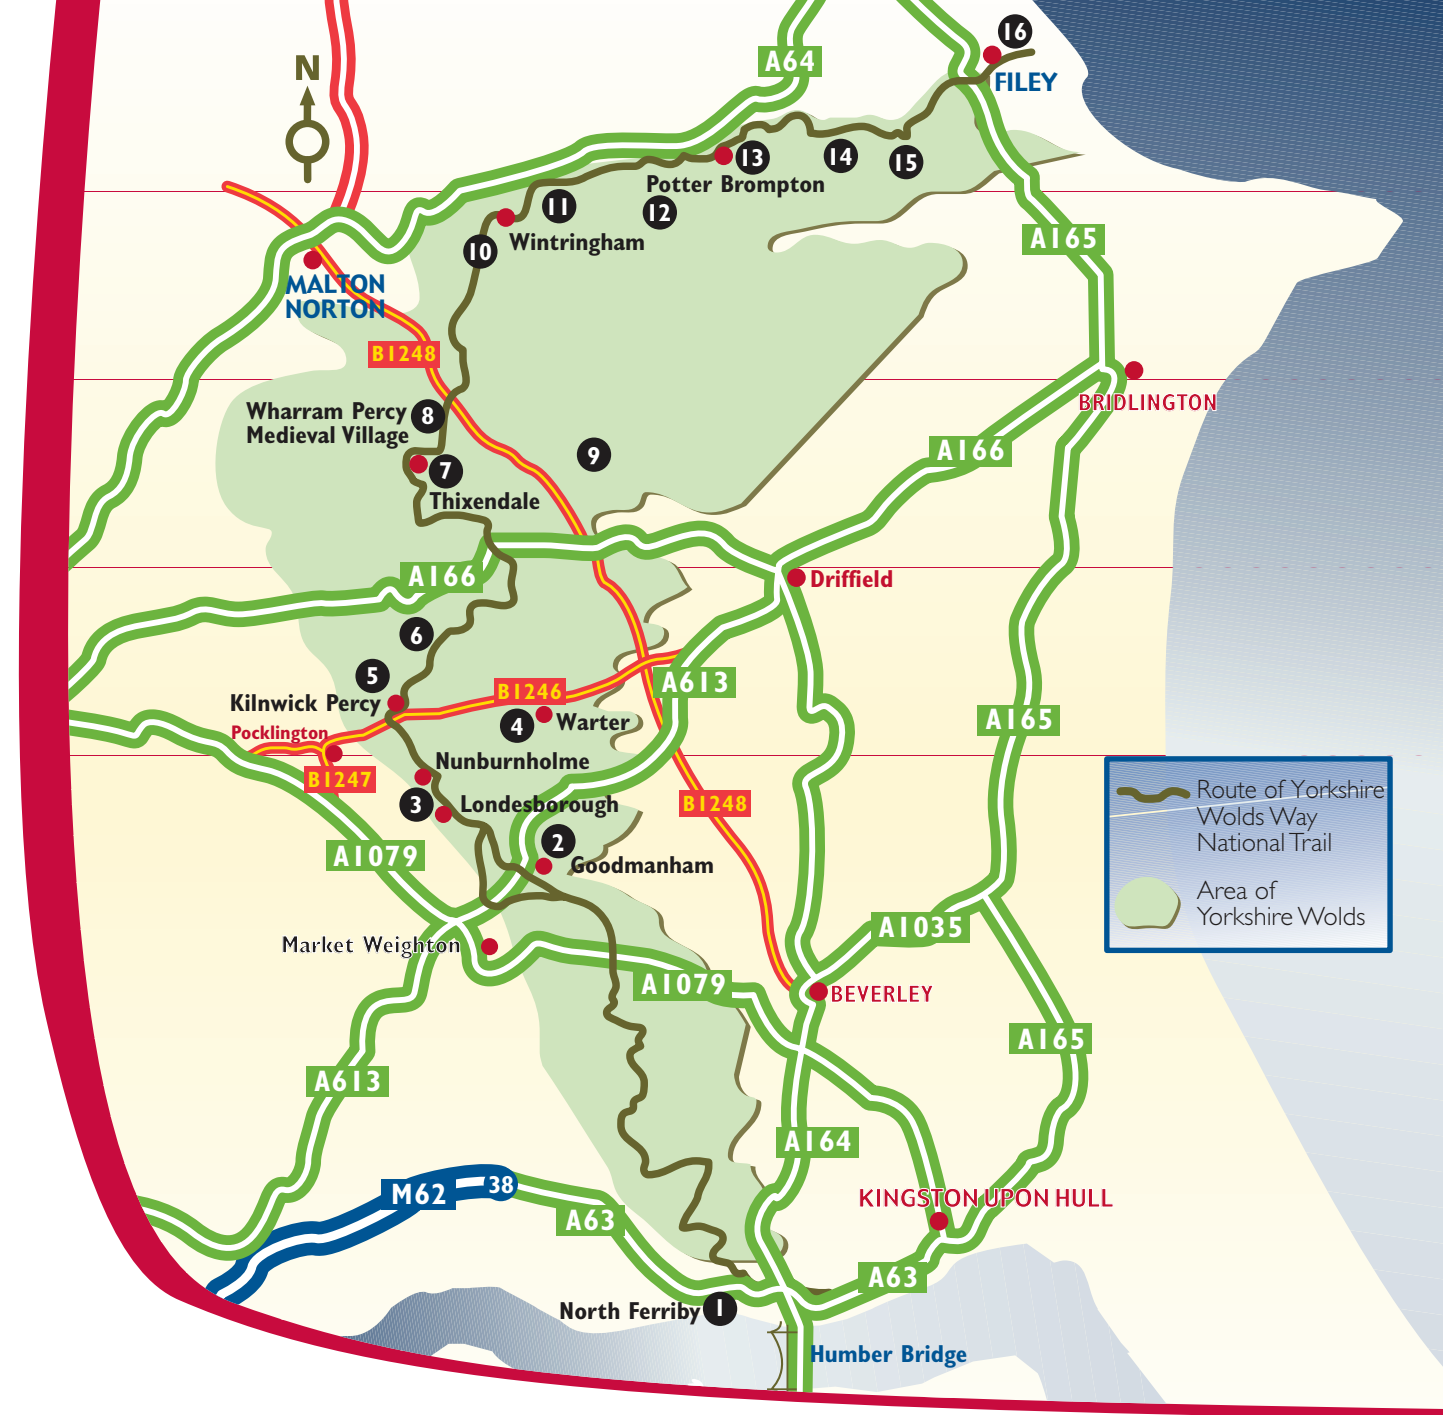 16
A64
N
FILEY
13
14
15
Potter Brompton
11
12
Wintringham
10
A165
MALTON
NORTON
B1248
BRIDLINGTON
Wharram Percy
Medieval Village
8
9
A166
7
Thixendale
A166
Driffield
6
5
Kilnwick Percy
B1246
A613
4
Warter
A165
Pocklington
Nunburnholme
B1247
3
Londesborough
B1248
Route of Yorkshire
Wolds Way
National Trail
2
A1079
Goodmanham
Area of
Yorkshire Wolds
A1035
Market Weighton
A1079
BEVERLEY
A165
A613
A164
M62
38
KINGSTON UPON HULL
A63
A63
North Ferriby
1
Humber Bridge